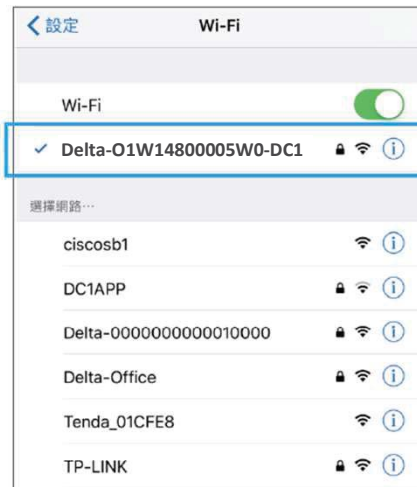 設定 Wi-Fi
Wi-Fi
Delta-O1W14800005W0-DC1
選擇網路…
ciscosb1
DC1APP
Delta-0000000000010000
Delta-Office
Tenda_01CFE8
TP-LINK